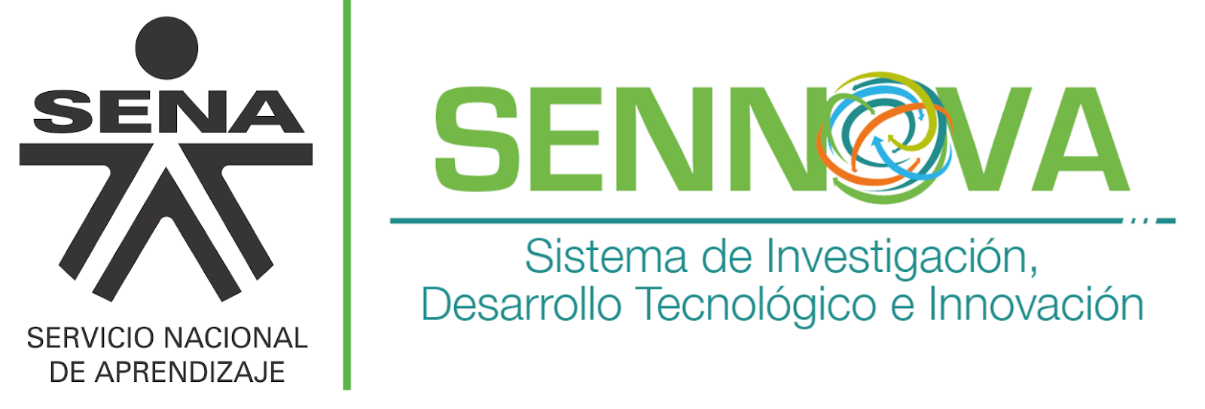 SENA
SERVICIO NACIONAL
DE APRENDIZAJE
SENNOVA
Sistema de Investigación,
Desarrollo Tecnológico e Innovación